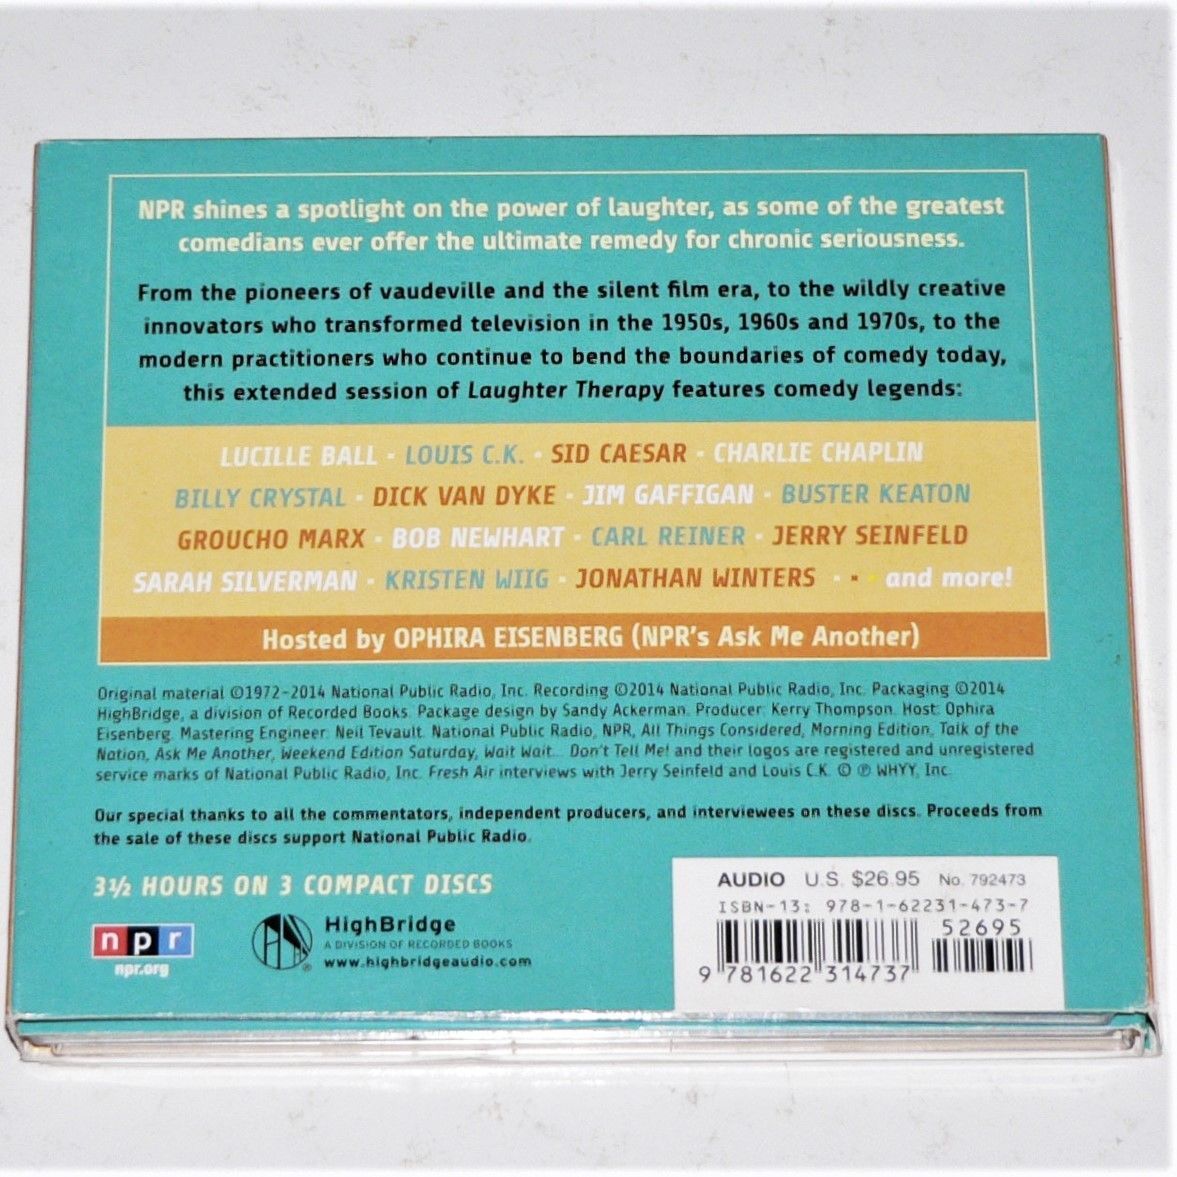 NPR shines a spotlight on the power of laughter, as some of the greatest
comedians ever offer the ultimate remedy for chronic seriousness.
From the pioneers of vaudeville and the silent film era, to the wildly creative
innovators who transformed television in the 1950s, 1960s and 1970s, to the
modern practitioners who continue to bend the boundaries of comedy today,
this extended session of Laughter Therapy features comedy legends:
LUCILLE BALL • LOUIS C.K. • SID CAESAR • CHARLIE CHAPLIN
BILLY CRYSTAL • DICK VAN DYKE • JIM GAFFIGAN • BUSTER KEATON
GROUCHO MARX • BOB NEWHART • CARL REINER • JERRY SEINFELD
SARAH SILVERMAN • KRISTEN WIIG • JONATHAN WINTERS • • • and more!
Hosted by OPHIRA EISENBERG (NPR's Ask Me Another)
Original material ©1972-2014 National Public Radio, Inc. Recording ©2014 National Public Radio, Inc. Packaging ©2014
HighBridge, a division of Recorded Books. Package design by Sandy Ackerman. Producer: Kerry Thompson. Host: Ophira
Eisenberg. Mastering Engineer: Neil Tevault. National Public Radio, NPR, All Things Considered, Morning Edition, Talk of the
Nation, Ask Me Another, Weekend Edition Saturday, Wait Wait... Don't Tell Me! and their logos are registered and unregistered
service marks of National Public Radio, Inc. Fresh Air interviews with Jerry Seinfeld and Louis C.K. © ℗ WHYY, Inc.
Our special thanks to all the commentators, independent producers, and interviewees on these discs. Proceeds from
the sale of these discs support National Public Radio.
3½ HOURS ON 3 COMPACT DISCS
npr
npr.org
HighBridge
A DIVISION OF RECORDED BOOKS
www.highbridgeaudio.com
AUDIO U.S. $26.95 No. 792473
ISBN-13: 978-1-62231-473-7
52695
9 781622 314737